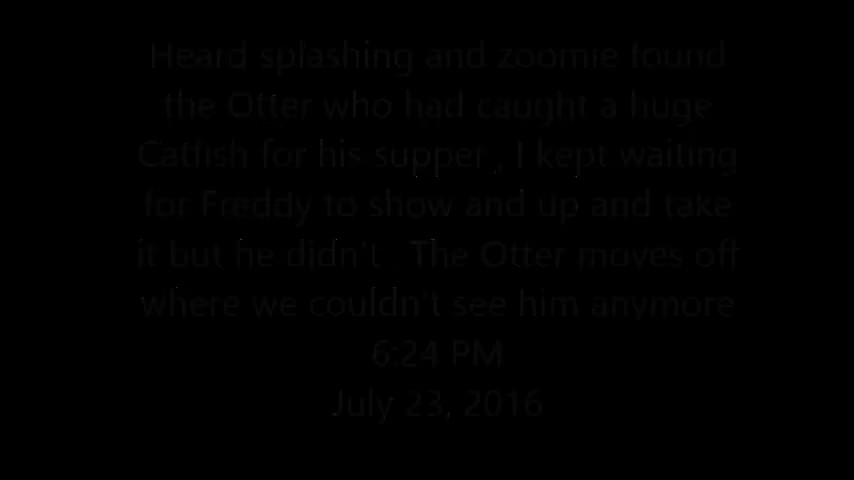 Heard splashing and zoomie found
the Otter who had caught a huge
Catfish for his supper , I kept waiting
for Freddy to show and up and take
it but he didn't . The Otter moves off
where we couldn't see him anymore
6:24 PM
July 23, 2016